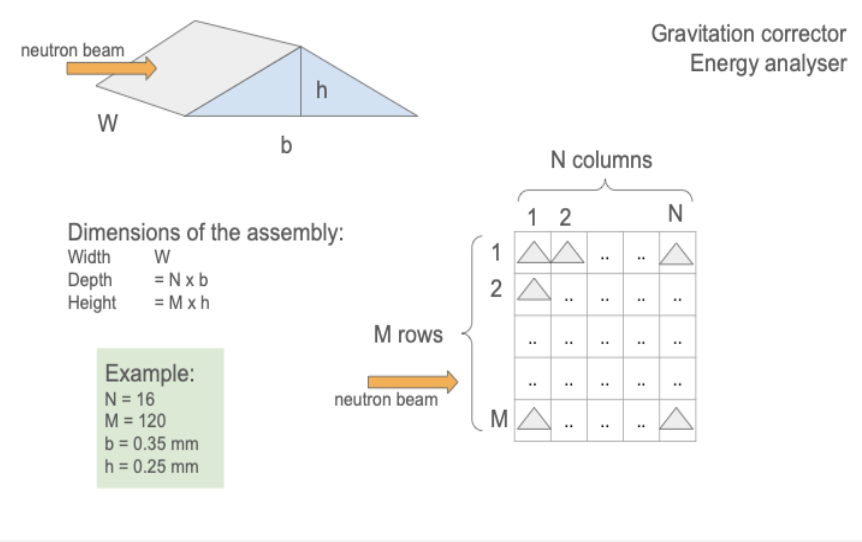 Gravitation corrector
Energy analyser
neutron beam
h
W
b
N columns
1 2 N
Dimensions of the assembly:
Width W
Depth = N x b
Height = M x h
1 .. ..
2 .. .. .. ..
M rows
.. .. .. .. ..
.. .. .. .. ..
neutron beam
M .. .. ..
Example:
N = 16
M = 120
b = 0.35 mm
h = 0.25 mm